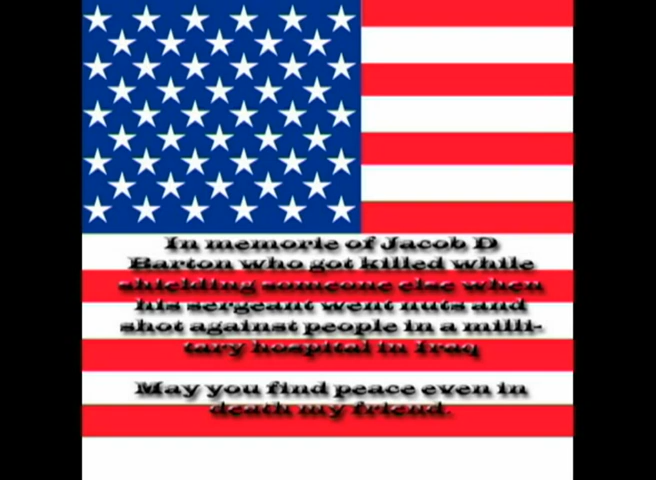 In memorie of Jacob D
Barton who got killed while
shielding someone else when
his sergeant went nuts and
shot against people in a milli-
tary hospital in Iraq
May you find peace even in
death my friend.